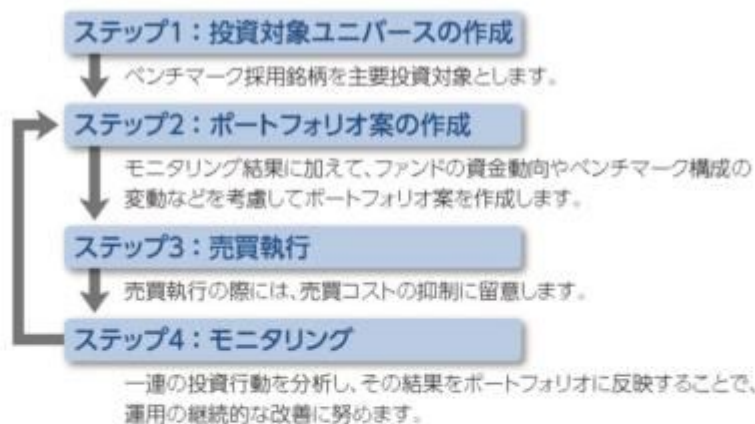 ステップ1：投資対象ユニバースの作成
ベンチマーク採用銘柄を主要投資対象とします。
ステップ2：ポートフォリオ案の作成
モニタリング結果に加えて、ファンドの資金動向やベンチマーク構成の
変動などを考慮してポートフォリオ案を作成します。
ステップ3：売買執行
売買執行の際には、売買コストの抑制に留意します。
ステップ4：モニタリング
一連の投資行動を分析し、その結果をポートフォリオに反映することで、
運用の継続的な改善に努めます。